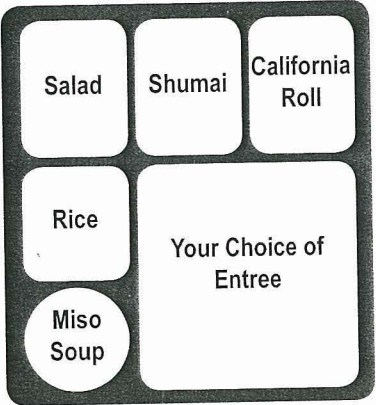 Salad
Shumai
California
Roll
Rice
Your Choice of
Entree
Miso
Soup